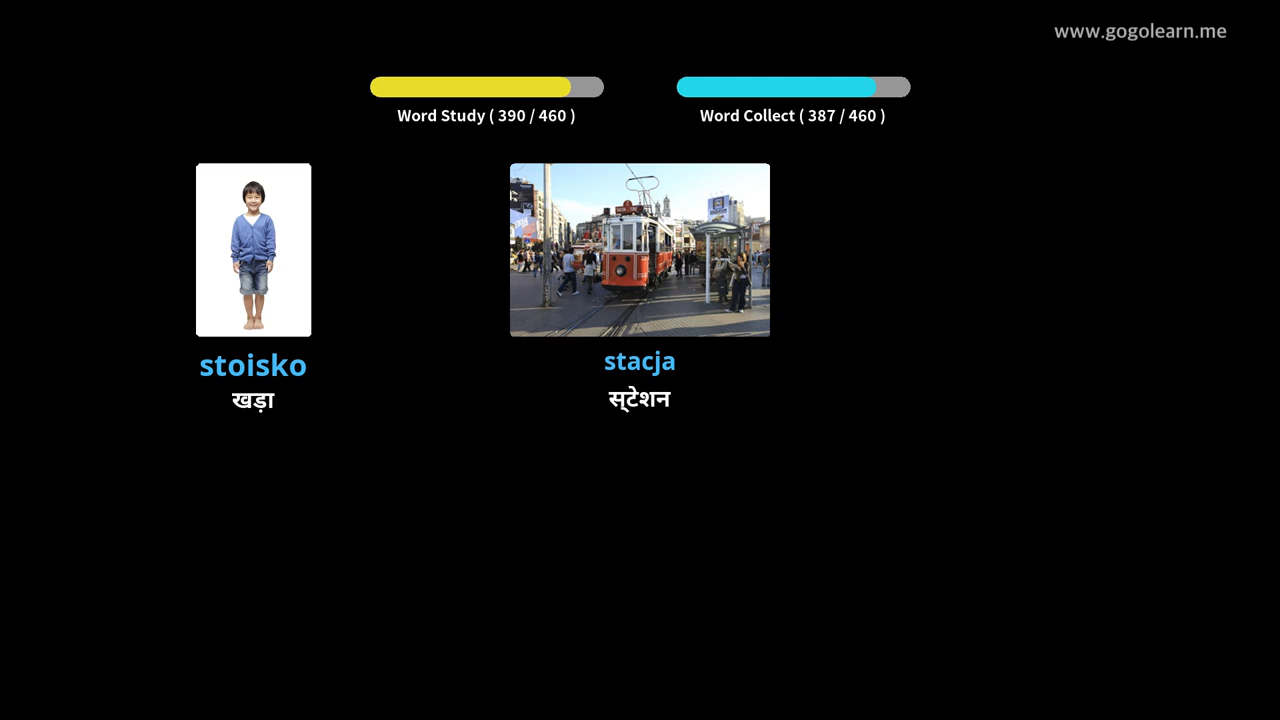 www.gogolearn.me
Word Study ( 390 / 460 )
Word Collect ( 387 / 460 )
stoisko
खड़ा
stacja
स्टेशन